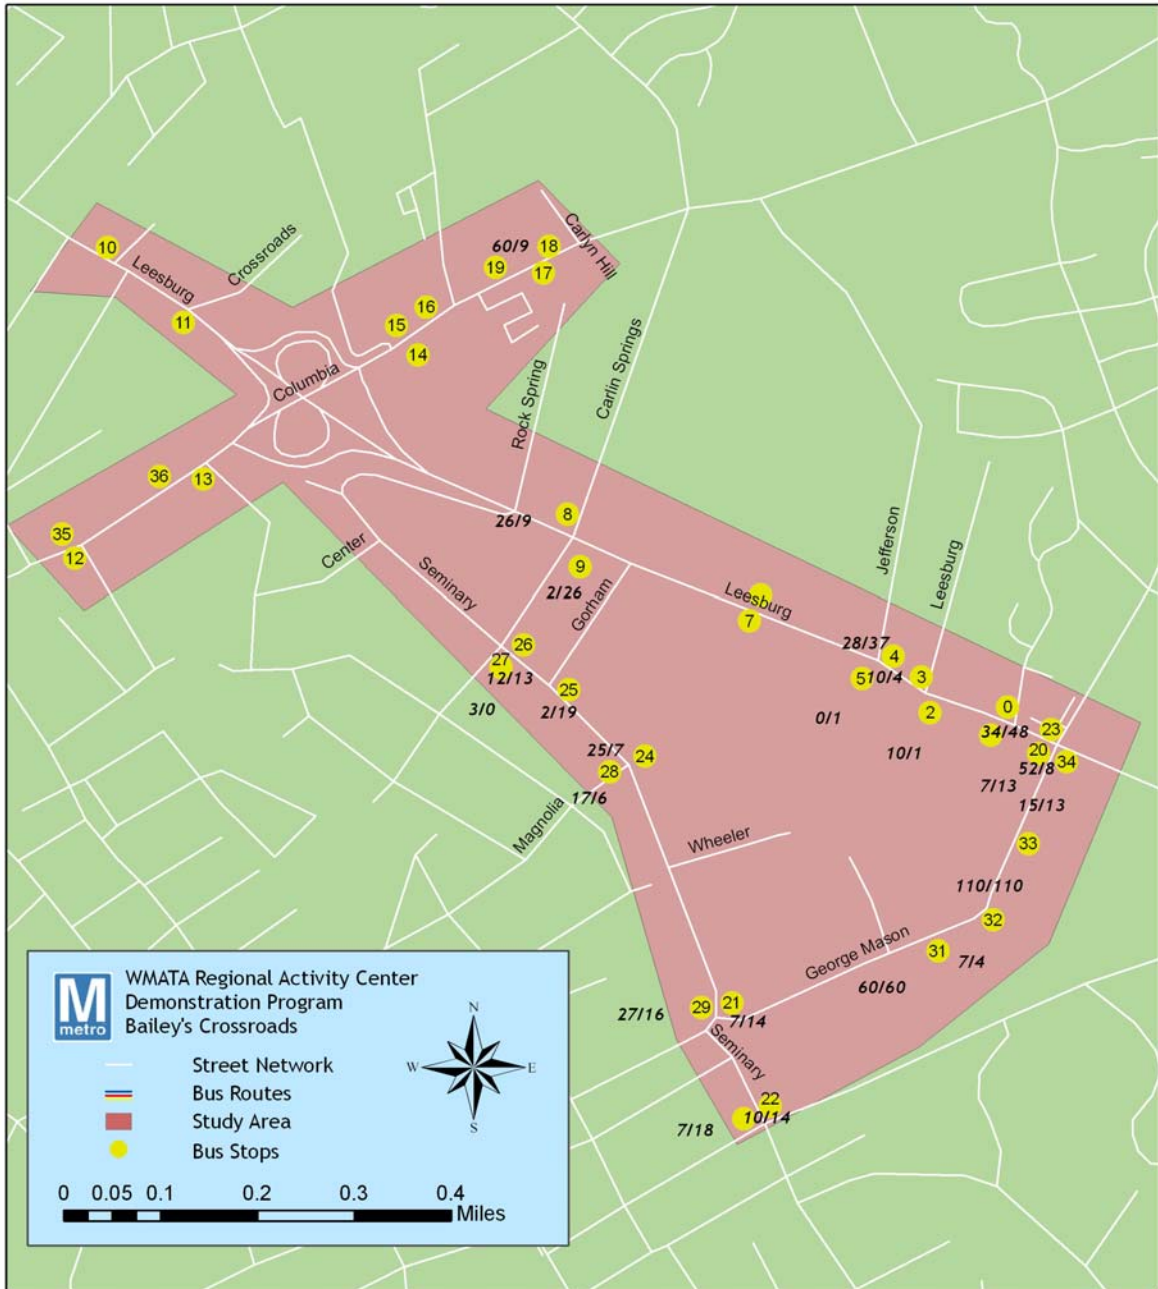 Carlyn Hill
60/9
18
10
19
17
Crossroads
Leesburg
16
11
15
14
Columbia
Rock Spring
Carlin Springs
36
13
8
26/9
35
12
Jefferson
Leesburg
Center
Seminary
9
2/26
Gorham
Leesburg
7
26
27
12/13
28/37
4
5
10/4
3
25
3/0
2/19
0/1
2
0
10/1
34/48
23
20
34
52/8
25/7
24
28
17/6
7/13
15/13
Magnolia
Wheeler
33
110/110
32
George Mason
31
7/4
60/60
27/16
29
21
7/14
Seminary
22
10/14
7/18
M
metro
WMATA Regional Activity Center
Demonstration Program
Bailey's Crossroads
Street Network
Bus Routes
Study Area
Bus Stops
N
W
E
S
0 0.05 0.1 0.2 0.3 0.4
Miles